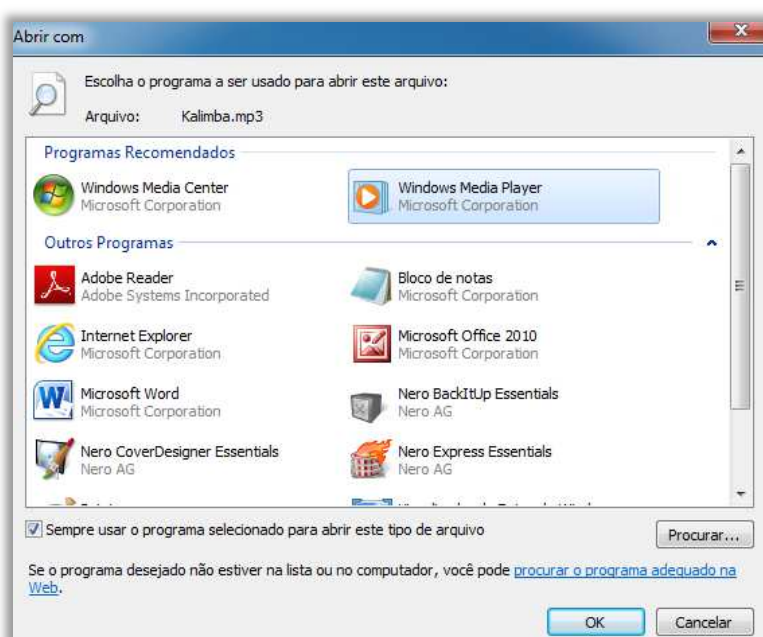 Abrir com
Escolha o programa a ser usado para abrir este arquivo:
Arquivo: Kalimba.mp3
Programas Recomendados
Windows Media Center
Microsoft Corporation
Windows Media Player
Microsoft Corporation
Outros Programas
Adobe Reader
Adobe Systems Incorporated
Bloco de notas
Microsoft Corporation
Internet Explorer
Microsoft Corporation
Microsoft Office 2010
Microsoft Corporation
Microsoft Word
Microsoft Corporation
Nero BackItUp Essentials
Nero AG
Nero CoverDesigner Essentials
Nero AG
Nero Express Essentials
Nero AG
Sempre usar o programa selecionado para abrir este tipo de arquivo
Procurar...
Se o programa desejado não estiver na lista ou no computador, você pode procurar o programa adequado na
Web.
OK
Cancelar